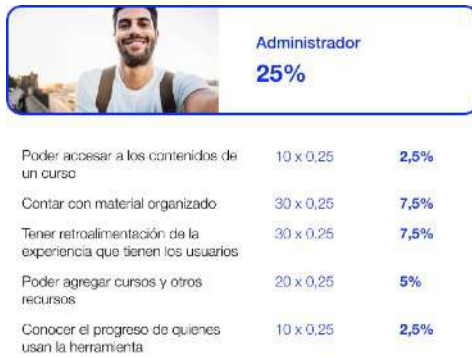 Administrador
25%
Poder accesar a los contenidos de
un curso
10 x 0,25
2,5%
Contar con material organizado
30 x 0,25
7,5%
Tener retroalimentación de la
experiencia que tienen los usuarios
30 x 0.25
7,5%
Poder agregar cursos y otros
recursos
20 x 0,25
5%
Conocer el progreso de quienes
usan la herramienta
10 x 0,25
2,5%